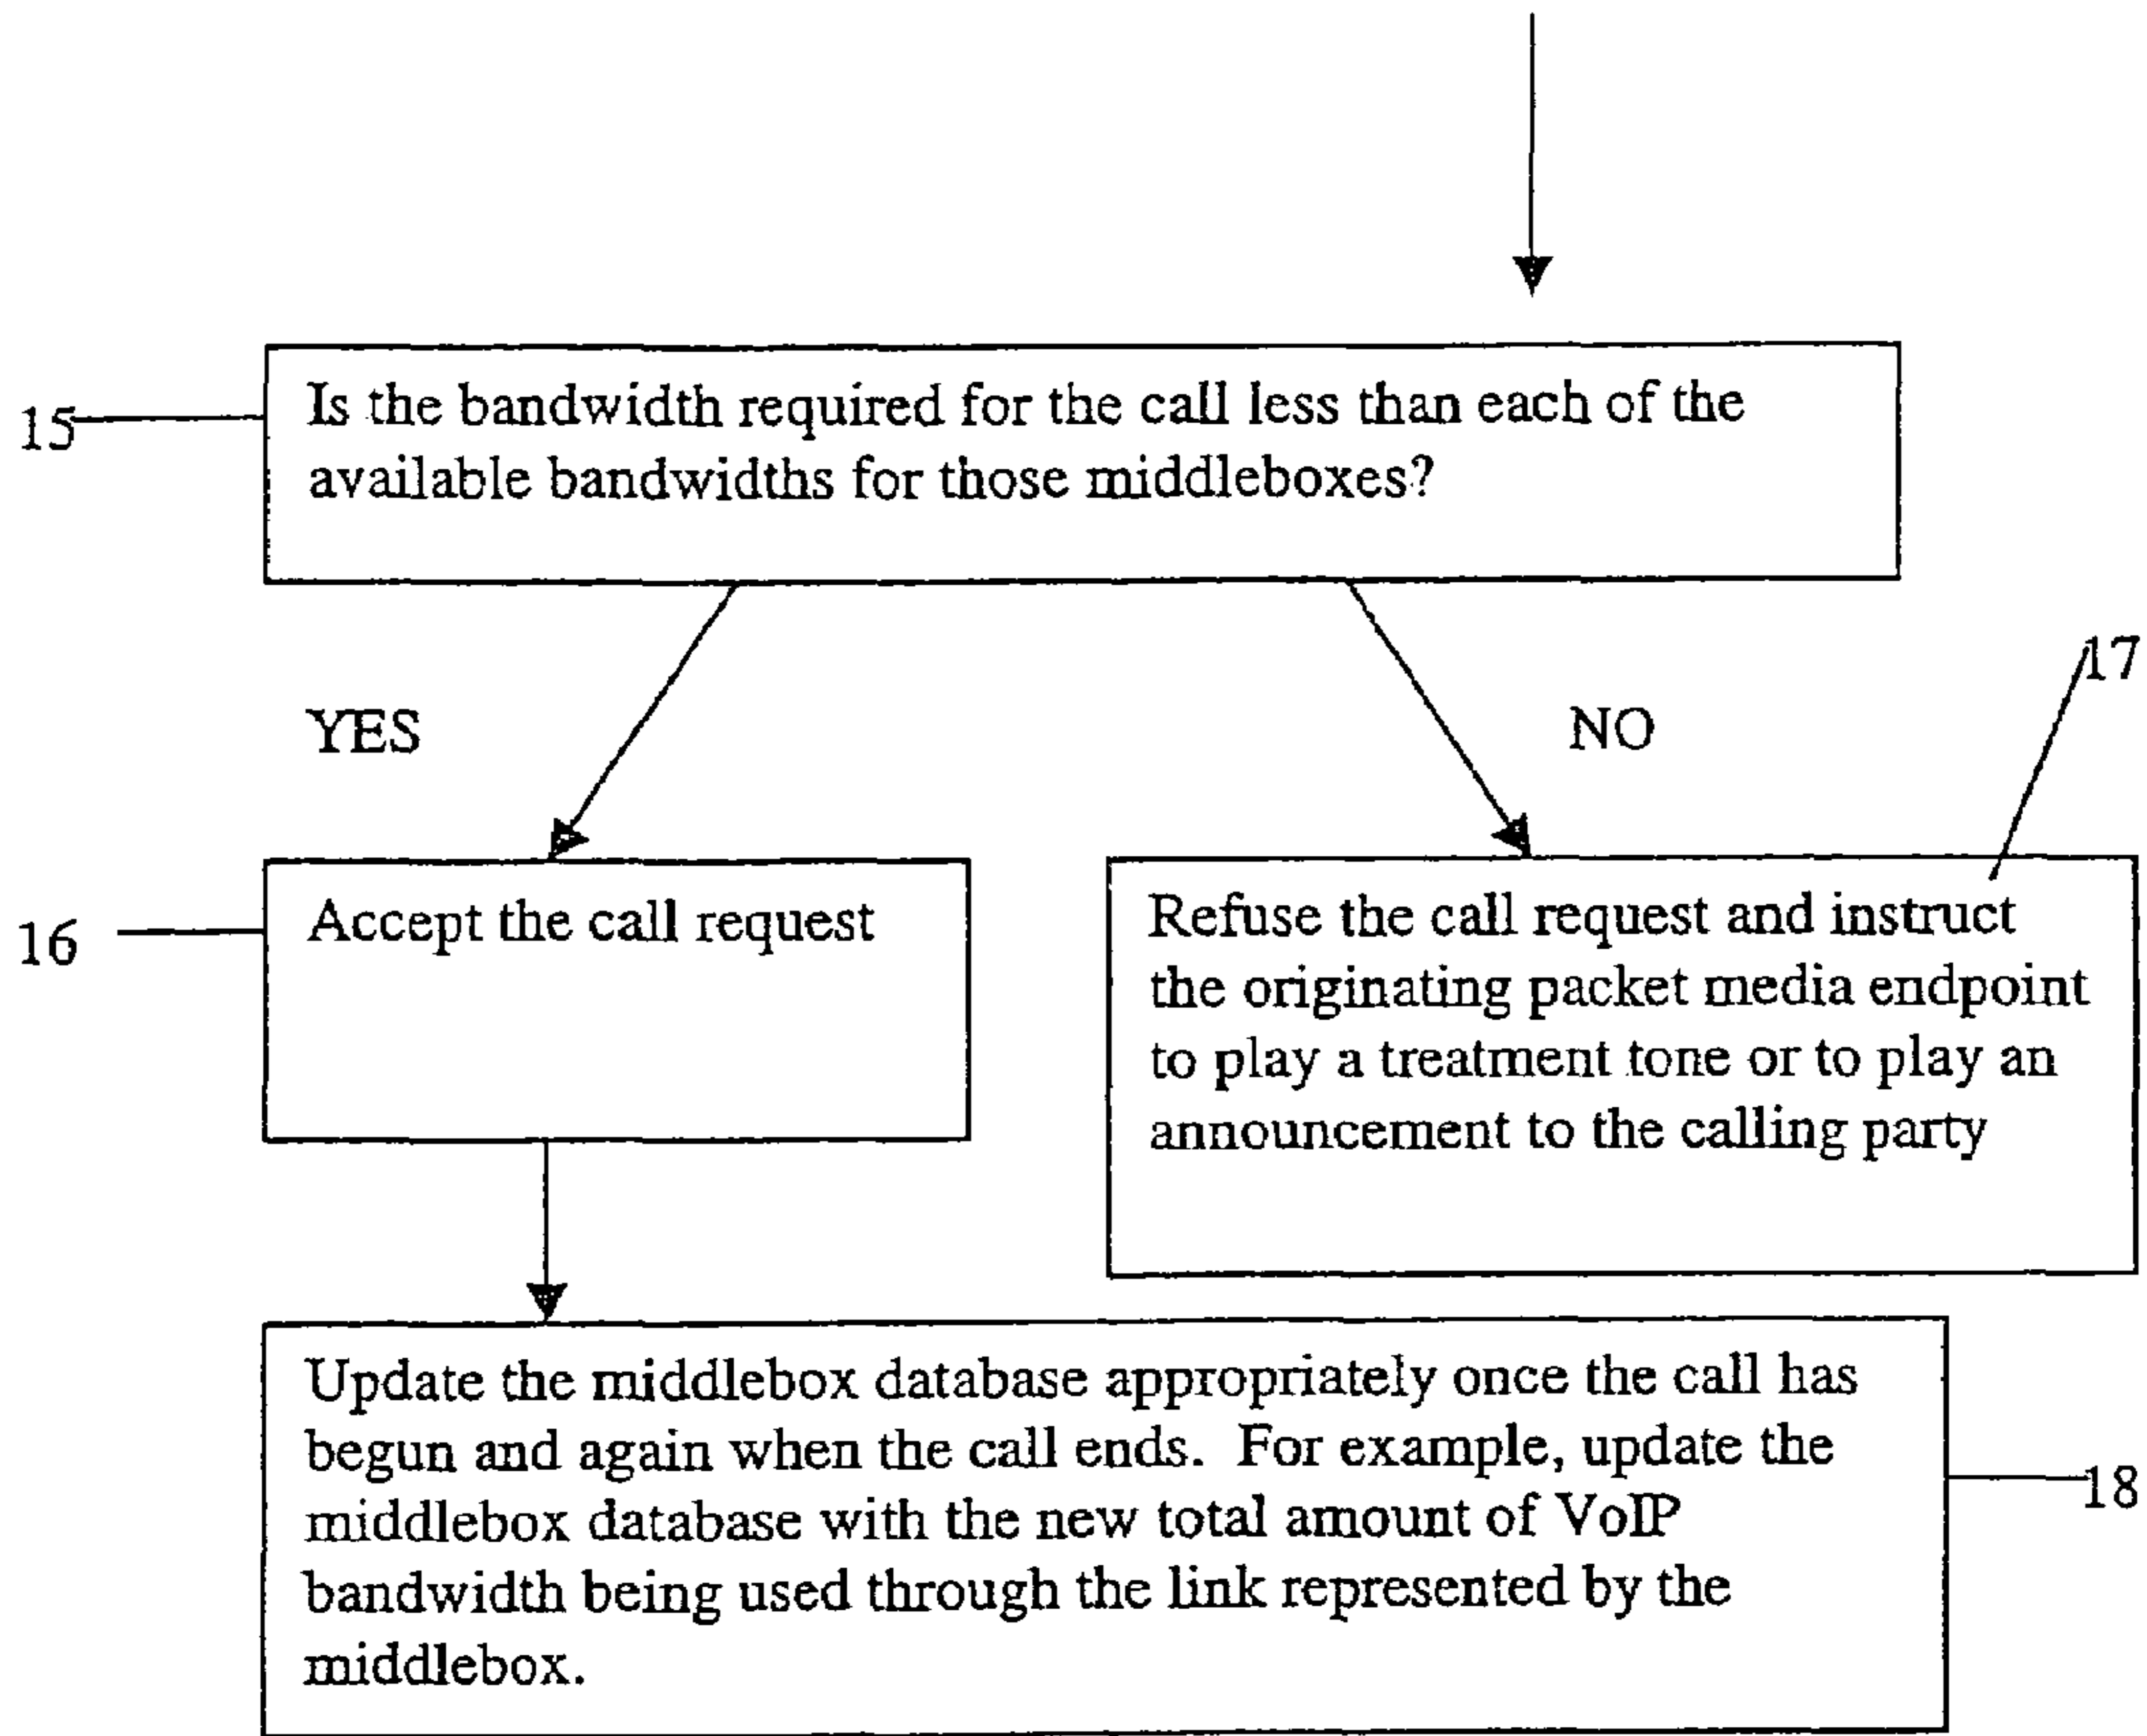 15
Is the bandwidth required for the call less than each of the
available bandwidths for those middleboxes?
YES
NO
17
16
Accept the call request
Refuse the call request and instruct
the originating packet media endpoint
to play a treatment tone or to play an
announcement to the calling party
Update the middlebox database appropriately once the call has
begun and again when the call ends. For example, update the
middlebox database with the new total amount of VoIP
bandwidth being used through the link represented by the
middlebox.
18